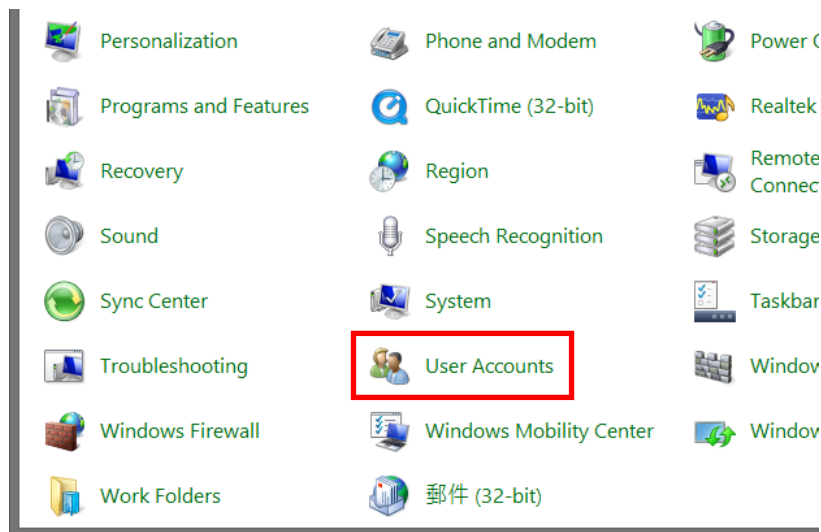 Personalization
Phone and Modem
Power
Programs and Features
QuickTime (32-bit)
Realtek
Recovery
Region
Remote
Connec
Sound
Speech Recognition
Storage
Sync Center
System
Taskbar
Troubleshooting
User Accounts
Window
Windows Firewall
Windows Mobility Center
Window
Work Folders
郵件 (32-bit)